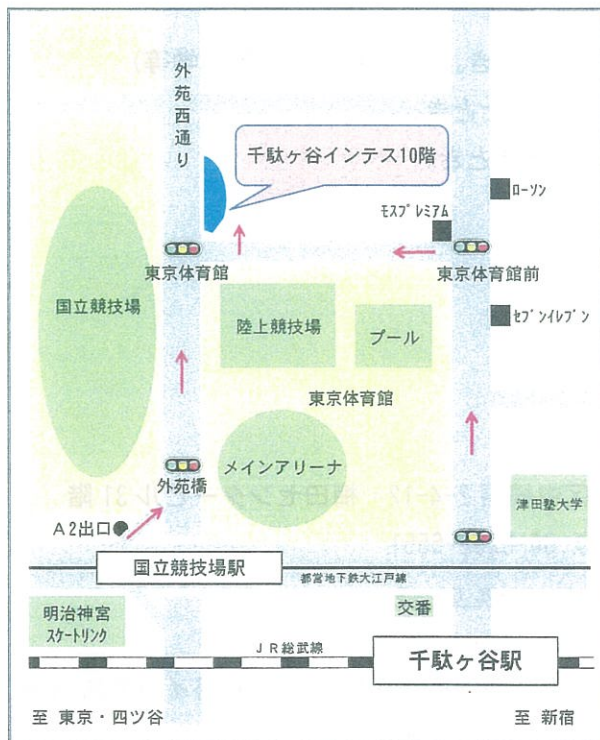 外苑西通り
千駄ヶ谷インテス10階
ﾛｰｿﾝ
ﾓｽﾌﾟﾚﾐｱﾑ
東京体育館
東京体育館前
国立競技場
陸上競技場
プール
ｾﾌﾞﾝｲﾚﾌﾞﾝ
東京体育館
メインアリーナ
外苑橋
津田塾大学
A2出口
国立競技場駅
都営地下鉄大江戸線
明治神宮
ｽｹｰﾄﾘﾝｸ
交番
JR総武線
千駄ヶ谷駅
至 東京・四ツ谷
至 新宿